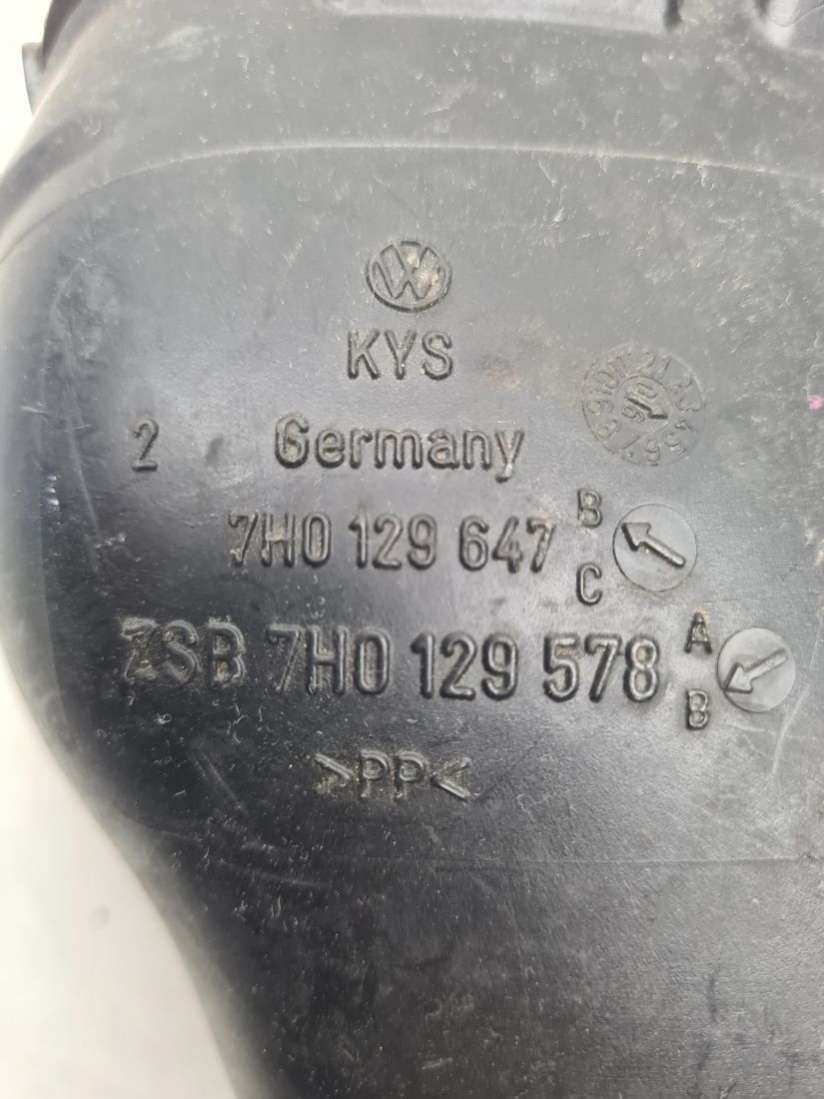 KYS
2 Germany
7H0 129 647 B C
ZSB 7H0 129 578 A B
>PP<